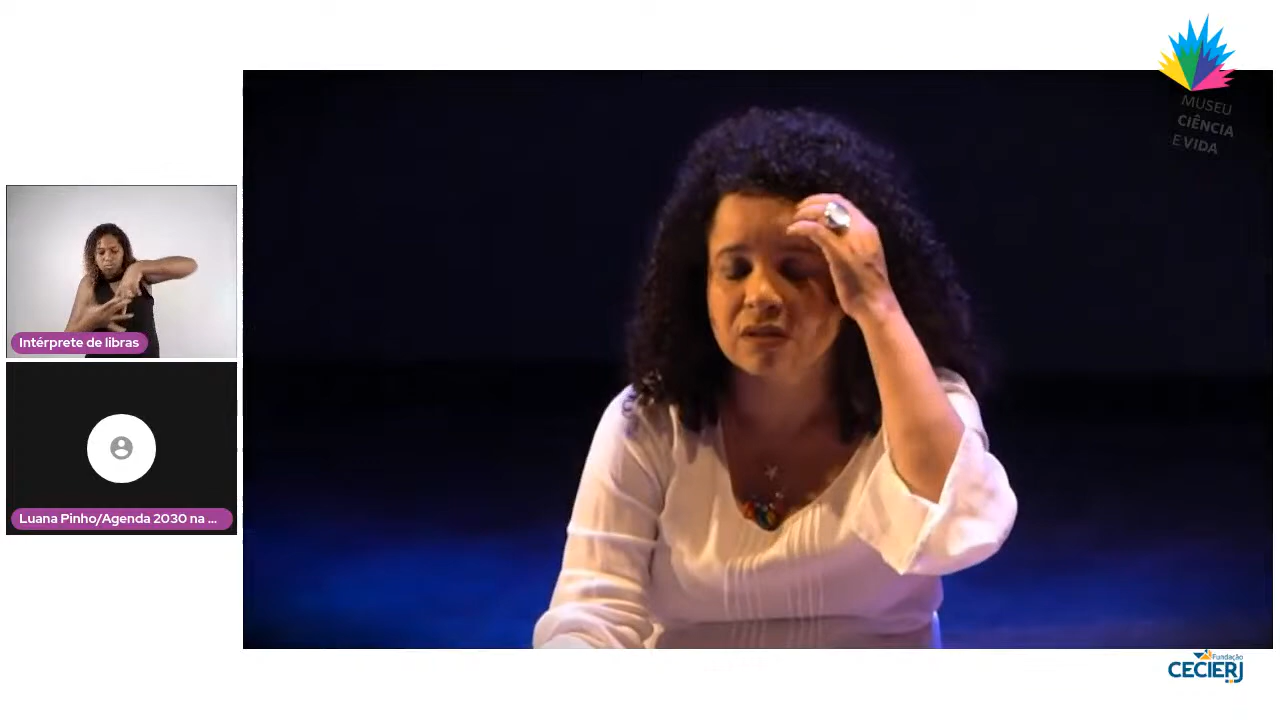 MUSEU
CIÊNCIA
E VIDA
Intérprete de libras
Luana Pinho/Agenda 2030 na ...
Fundação
CECIERJ